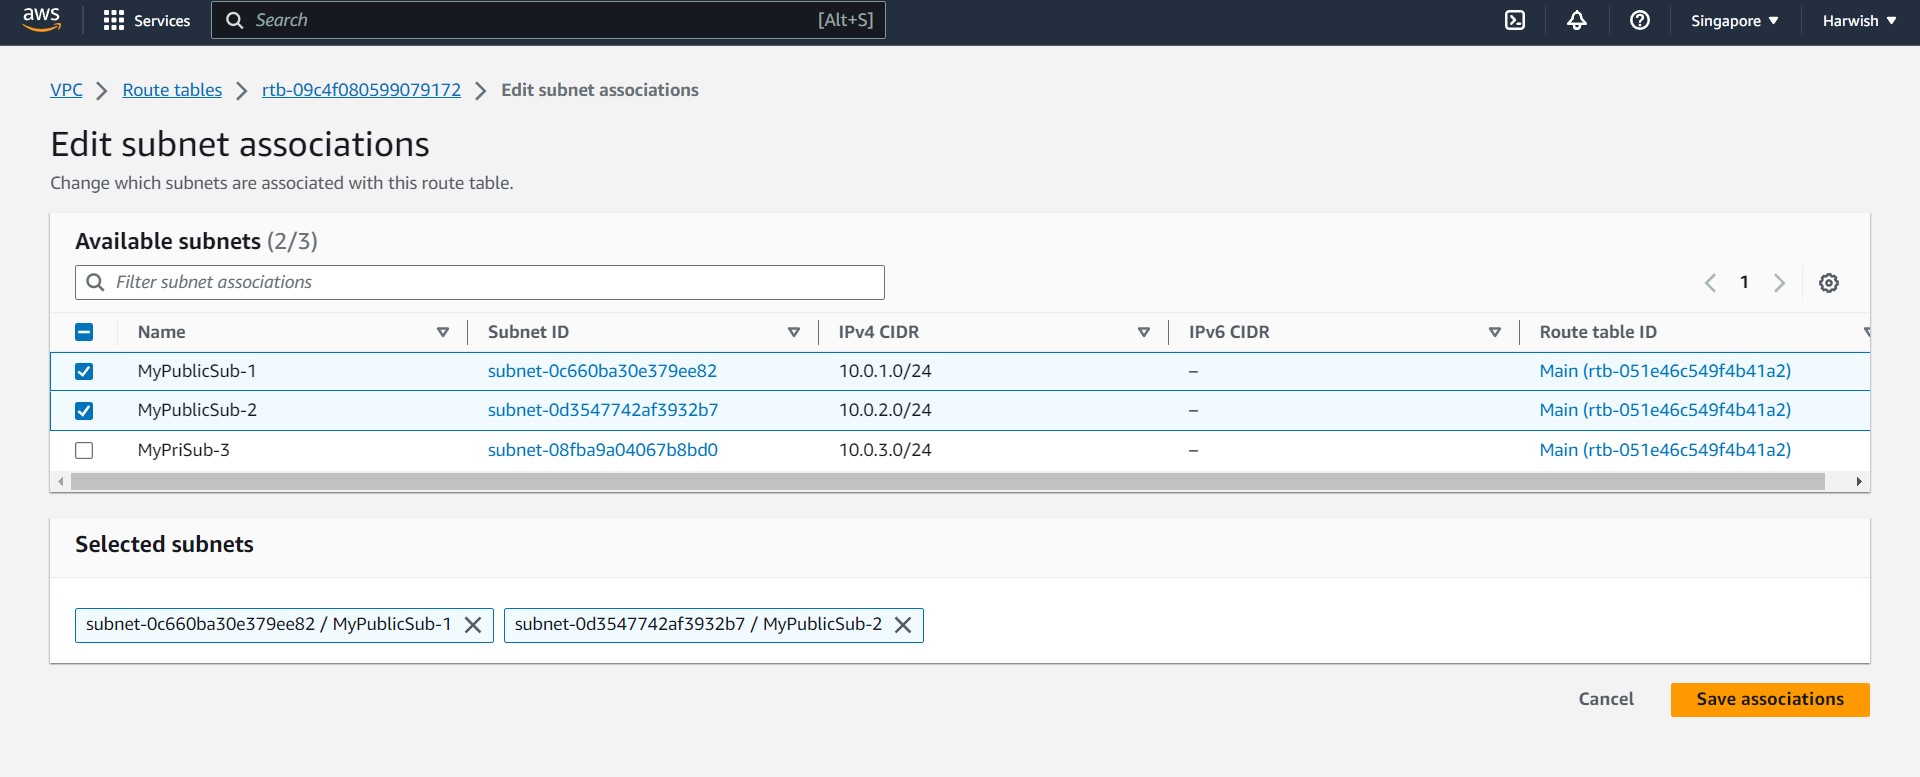 aws Services Search [Alt+S] Singapore Harwish
VPC Route tables rtb-09c4f080599079172 Edit subnet associations
Edit subnet associations
Change which subnets are associated with this route table.
Available subnets (2/3)
Filter subnet associations 1
Name Subnet ID IPv4 CIDR IPv6 CIDR Route table ID
MyPublicSub-1 subnet-0c660ba30e379ee82 10.0.1.0/24 – Main (rtb-051e46c549f4b41a2)
MyPublicSub-2 subnet-0d3547742af3932b7 10.0.2.0/24 – Main (rtb-051e46c549f4b41a2)
MyPriSub-3 subnet-08fba9a04067b8bd0 10.0.3.0/24 – Main (rtb-051e46c549f4b41a2)
Selected subnets
subnet-0c660ba30e379ee82 / MyPublicSub-1 subnet-0d3547742af3932b7 / MyPublicSub-2
Cancel Save associations